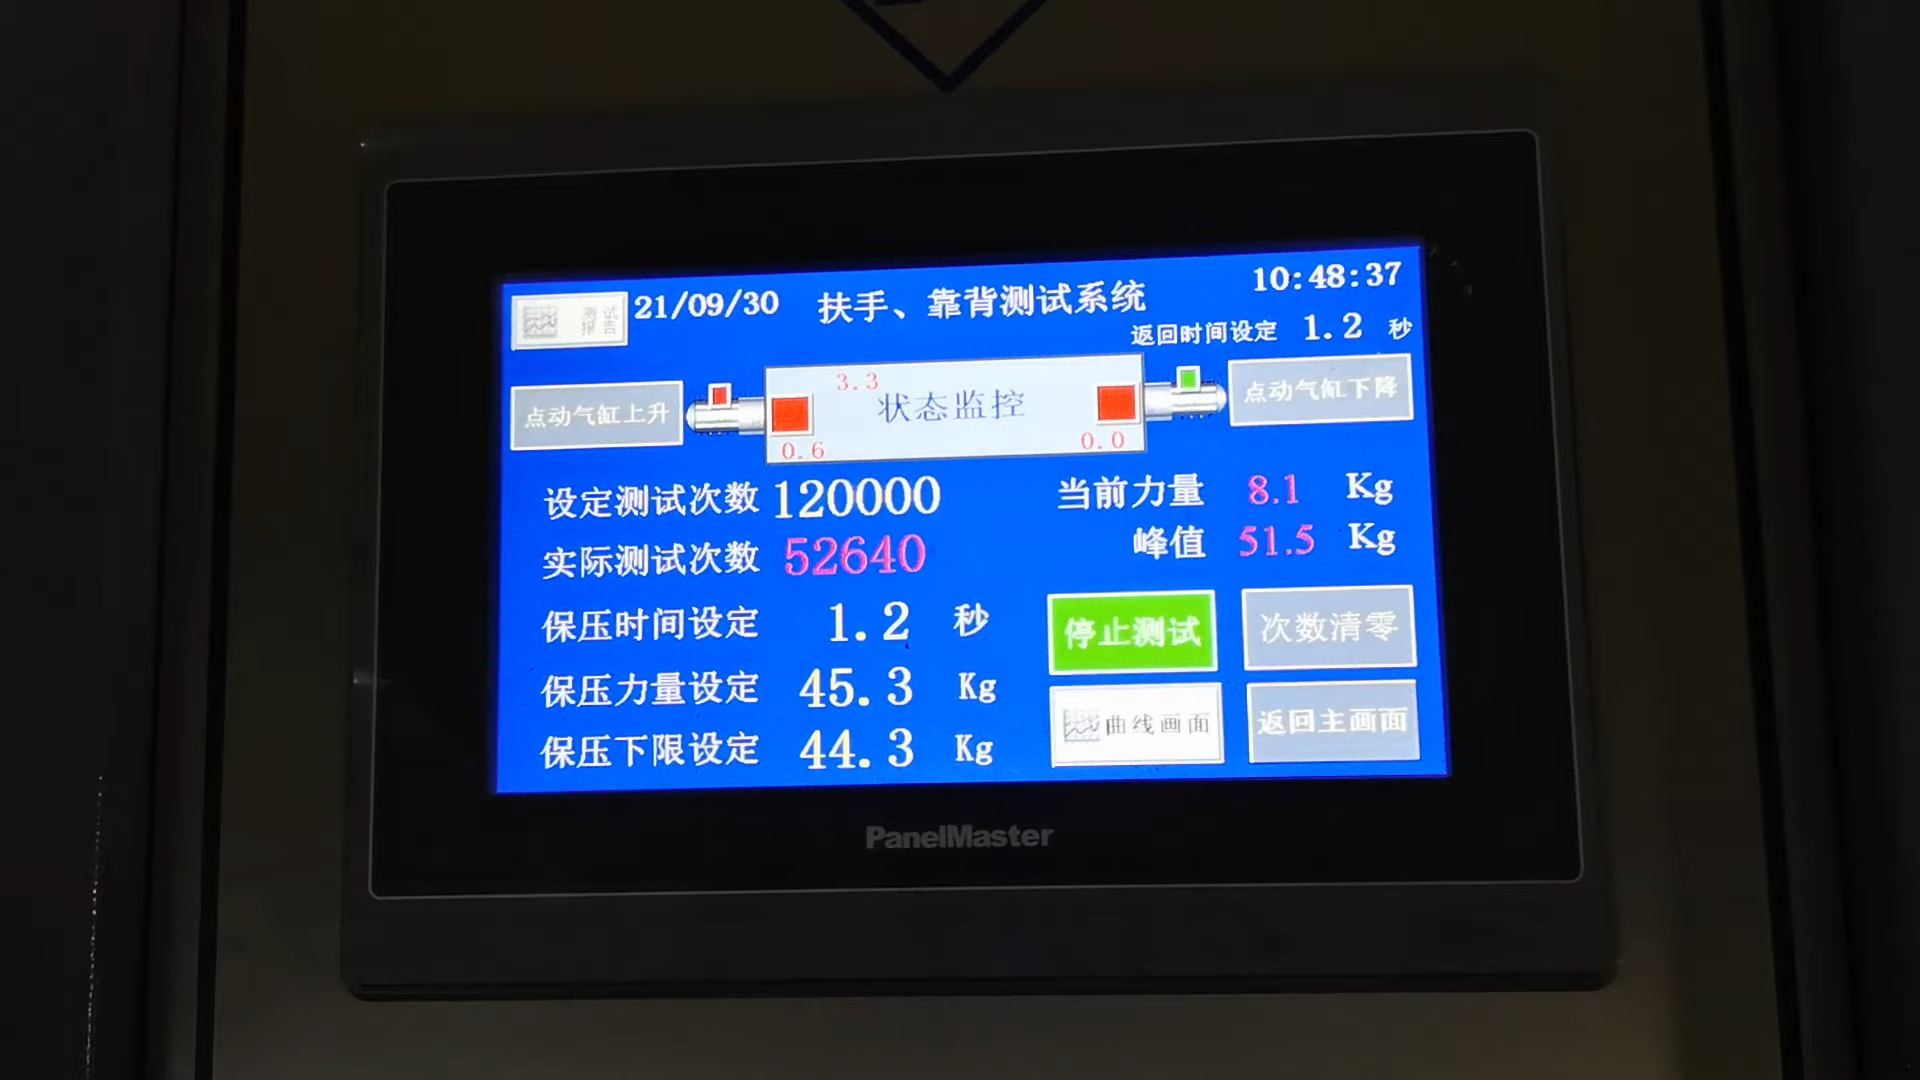 测试报告
21/09/30
扶手、靠背测试系统
10:48:37
返回时间设定 1.2 秒
点动气缸上升
3.3
状态监控
0.6
0.0
点动气缸下降
设定测试次数 120000
当前力量 8.1 Kg
实际测试次数 52640
峰值 51.5 Kg
保压时间设定 1.2 秒
停止测试
次数清零
保压力量设定 45.3 Kg
曲线画面
返回主画面
保压下限设定 44.3 Kg
PanelMaster